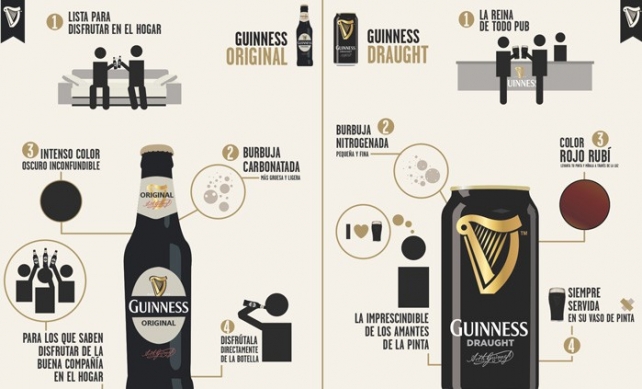 1 LISTA PARA
DISFRUTAR EN EL HOGAR
GUINNESS
ORIGINAL
3 INTENSO COLOR
OSCURO INCONFUNDIBLE
2 BURBUJA
CARBONATADA
MÁS GRUESA Y LIGERA
ORIGINAL
GUINNESS
ORIGINAL
PARA LOS QUE SABEN
DISFRUTAR DE LA
BUENA COMPAÑÍA
EN EL HOGAR
4
DISFRÚTALA
DIRECTAMENTE
DE LA BOTELLA
GUINNESS
GUINNESS
DRAUGHT
1 LA REINA
DE TODO PUB
GUINNESS
BURBUJA 2
NITROGENADA
PEQUEÑA Y FINA
COLOR 3
ROJO RUBÍ
I
LA IMPRESCINDIBLE
DE LOS AMANTES
DE LA PINTA
TM
GUINNESS
DRAUGHT
SIEMPRE
SERVIDA
EN SU VASO DE PINTA
4